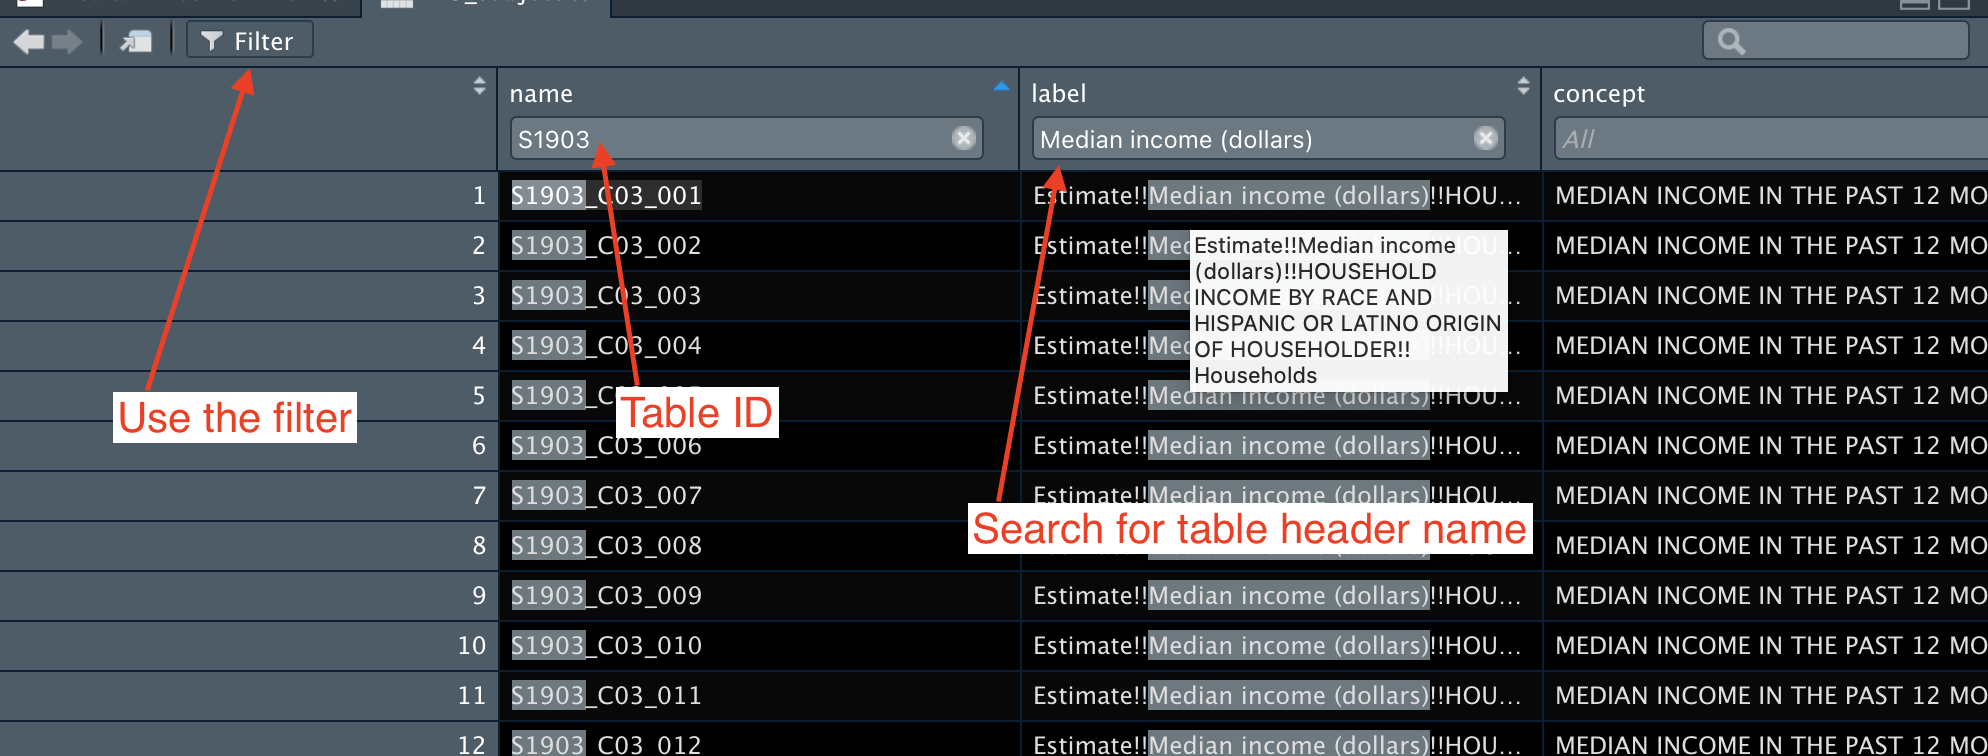 Filter
name
label
concept
S1903
Median income (dollars)
All
1 S1903_C03_001 Estimate!!Median income (dollars)!!HOU... MEDIAN INCOME IN THE PAST 12 MO
2 S1903_C03_002 Estimate!!Med MEDIAN INCOME IN THE PAST 12 MO
Estimate!!Median income
(dollars)!!HOUSEHOLD
INCOME BY RACE AND
HISPANIC OR LATINO ORIGIN
OF HOUSEHOLDER!!
Households
3 S1903_C03_003 Estimate!!Med MEDIAN INCOME IN THE PAST 12 MO
4 S1903_C03_004 Estimate!!Med MEDIAN INCOME IN THE PAST 12 MO
5 S1903_C Estimate!!Median income (dollars)!!HOU... MEDIAN INCOME IN THE PAST 12 MO
Use the filter
Table ID
6 S1903_C03_006 Estimate!!Median income (dollars)!!HOU... MEDIAN INCOME IN THE PAST 12 MO
7 S1903_C03_007 Estimate!!Median income (dollars)!!HOU... MEDIAN INCOME IN THE PAST 12 MO
Search for table header name
8 S1903_C03_008 MEDIAN INCOME IN THE PAST 12 MO
9 S1903_C03_009 Estimate!!Median income (dollars)!!HOU... MEDIAN INCOME IN THE PAST 12 MO
10 S1903_C03_010 Estimate!!Median income (dollars)!!HOU... MEDIAN INCOME IN THE PAST 12 MO
11 S1903_C03_011 Estimate!!Median income (dollars)!!HOU... MEDIAN INCOME IN THE PAST 12 MO
12 S1903_C03_012 Estimate!!Median income (dollars)!!HOU... MEDIAN INCOME IN THE PAST 12 MO